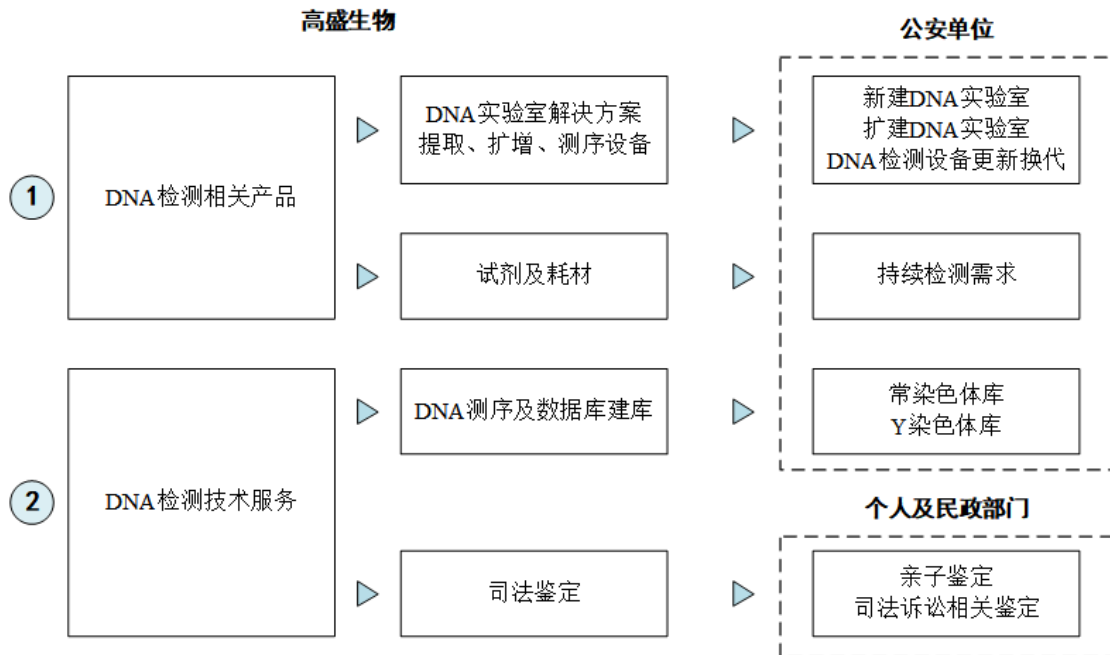 高盛生物
公安单位
1
DNA检测相关产品
DNA实验室解决方案
提取、扩增、测序设备
新建DNA实验室
扩建DNA实验室
DNA检测设备更新换代
试剂及耗材
持续检测需求
2
DNA检测技术服务
DNA测序及数据库建库
常染色体库
Y染色体库
个人及民政部门
司法鉴定
亲子鉴定
司法诉讼相关鉴定